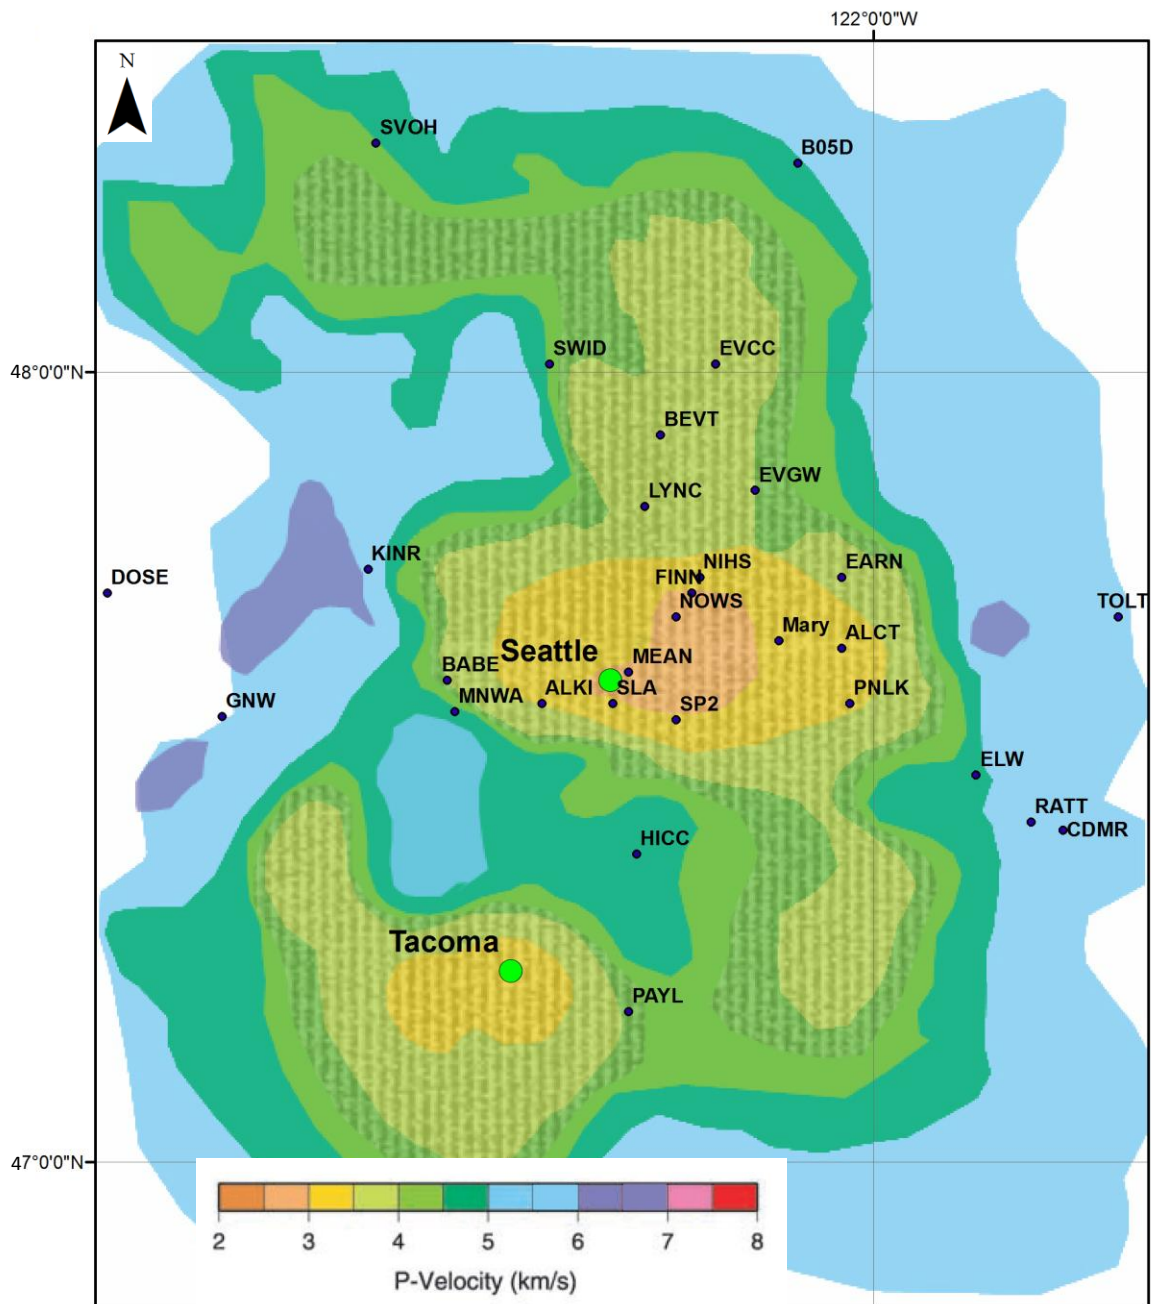 122°0'0"W
N
SVOH
B05D
SWID
EVCC
48°0'0"N
BEVT
EVGW
LYNC
KINR
NIHS
EARN
DOSE
FINN
NOWS
TOLT
Mary
ALCT
Seattle
MEAN
BABE
MNWA
ALKI
SLA
PNLK
GNW
SP2
ELW
RATT
CDMR
HICC
Tacoma
PAYL
47°0'0"N
2 3 4 5 6 7 8
P-Velocity (km/s)